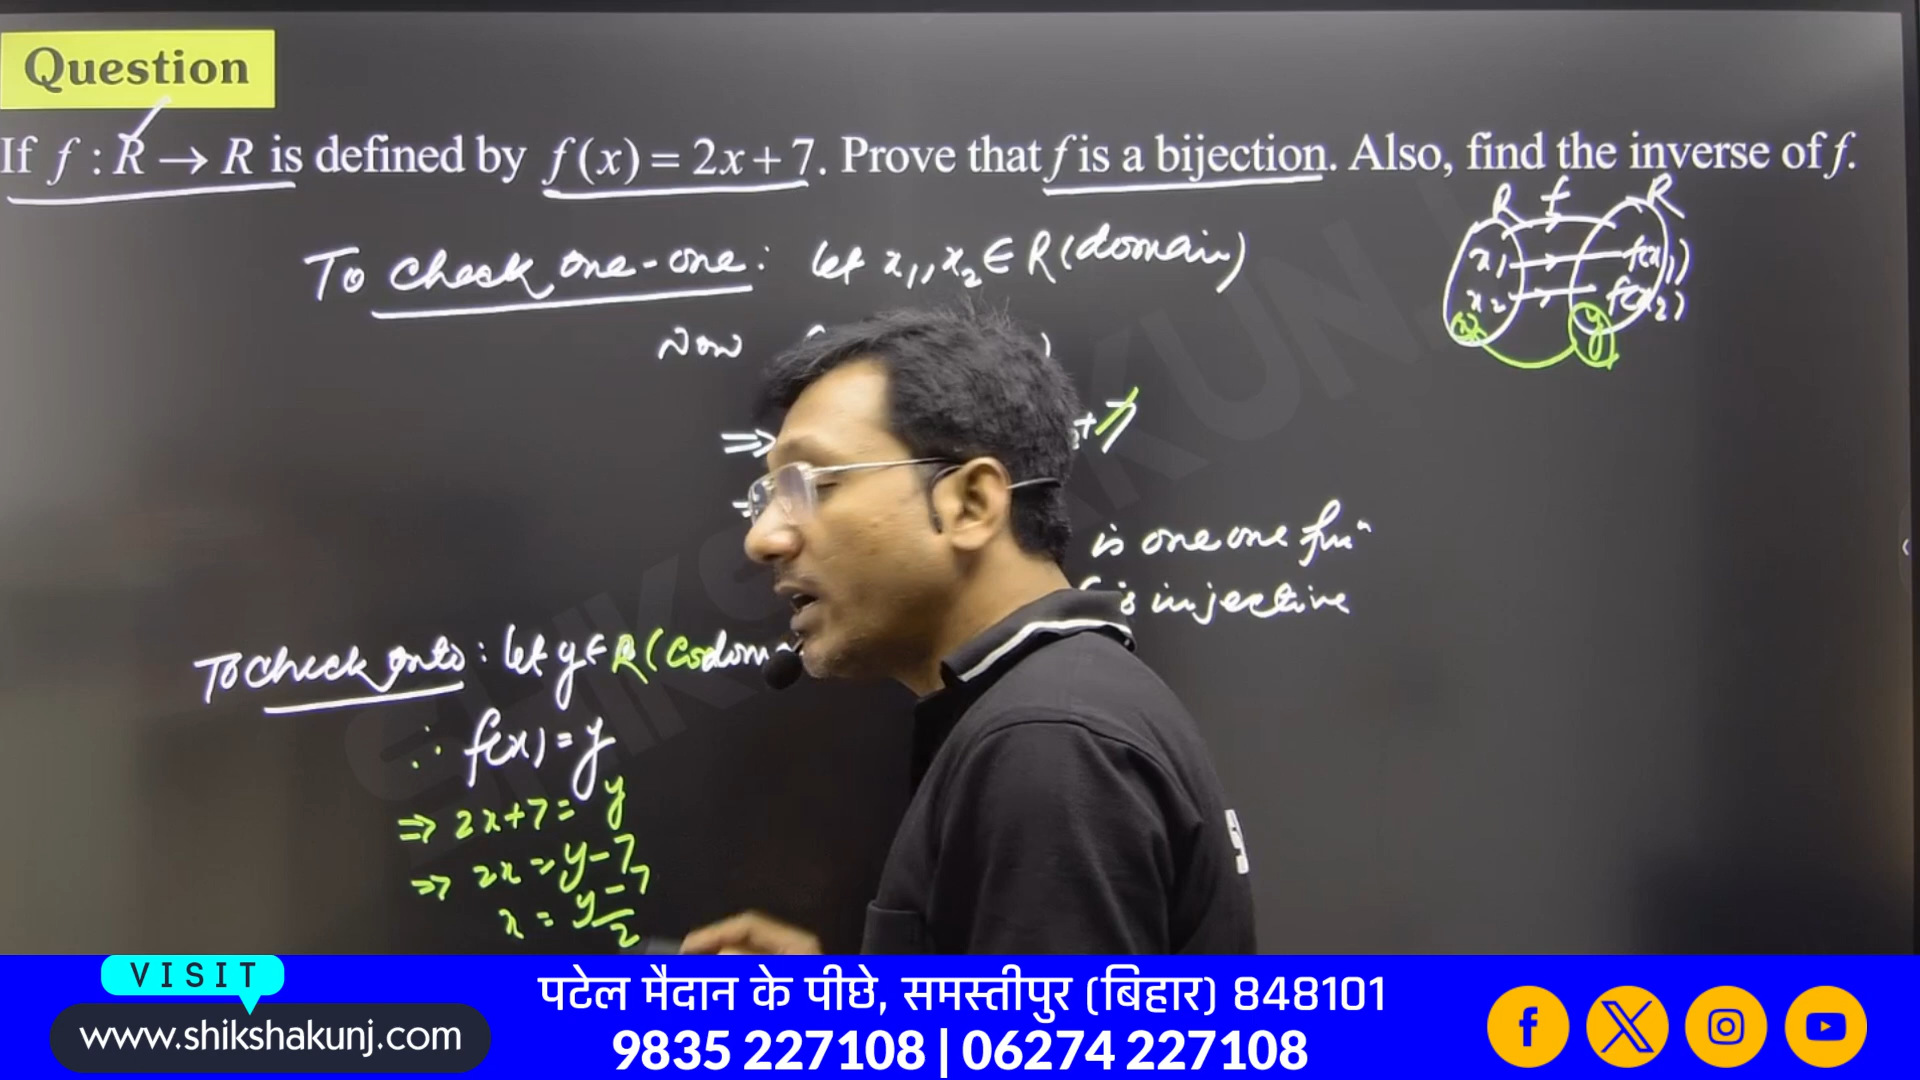 Question
If f : R → R is defined by f(x) = 2x + 7. Prove that f is a bijection. Also, find the inverse of f.
R f R
To check one-one : let x₁, x₂ ∈ R (domain)
x₁ f(x₁)
x₂ f(x₂)
x y
Now
⇒ + 7
is one one
is injective
To check onto : let y ∈ R (Codom
∴ f(x) = y
⇒ 2x + 7 = y
⇒ 2x = y - 7
x = y - 7 / 2
SHIKSHAKUNJ
VISIT
www.shikshakunj.com
पटेल मैदान के पीछे, समस्तीपुर (बिहार) 848101
9835 227108 | 06274 227108